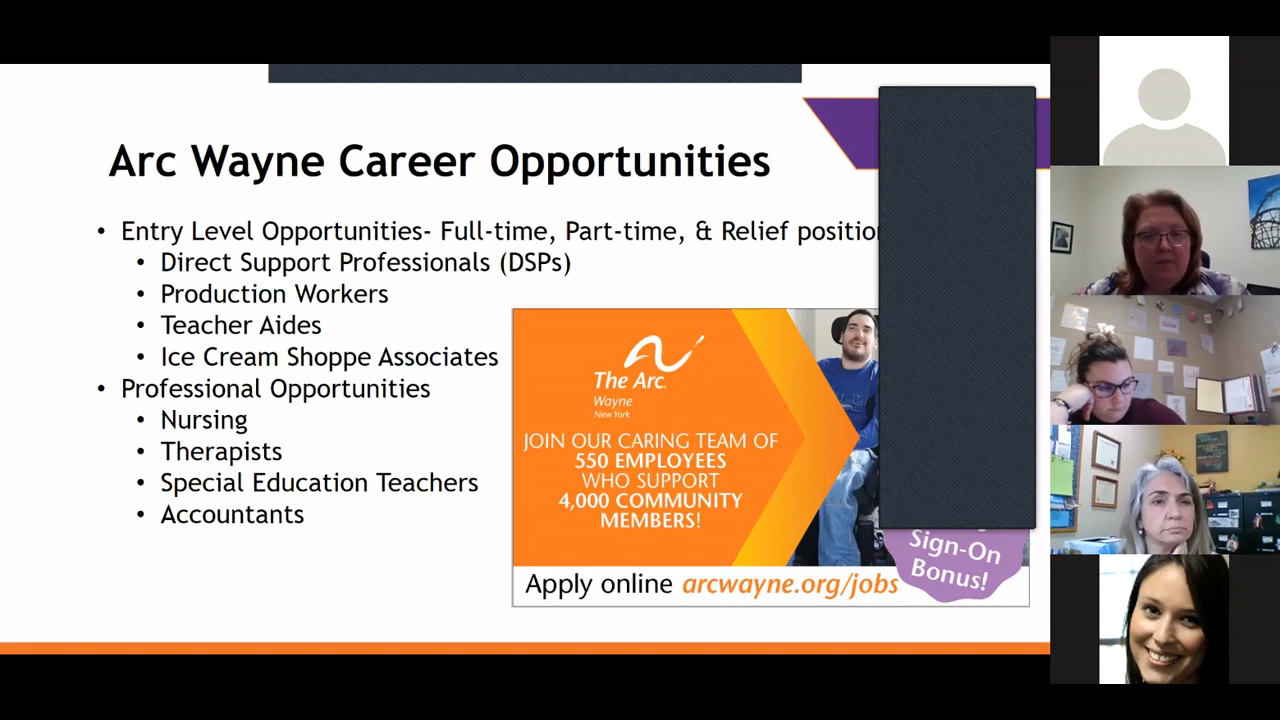 Arc Wayne Career Opportunities
• Entry Level Opportunities- Full-time, Part-time, & Relief
• Direct Support Professionals (DSPs)
• Production Workers
• Teacher Aides
• Ice Cream Shoppe Associates
• Professional Opportunities
• Nursing
• Therapists
• Special Education Teachers
• Accountants
The Arc.
Wayne
New York
JOIN OUR CARING TEAM OF
550 EMPLOYEES
WHO SUPPORT
4,000 COMMUNITY
MEMBERS!
Sign-On
Bonus!
Apply online arcwayne.org/jobs